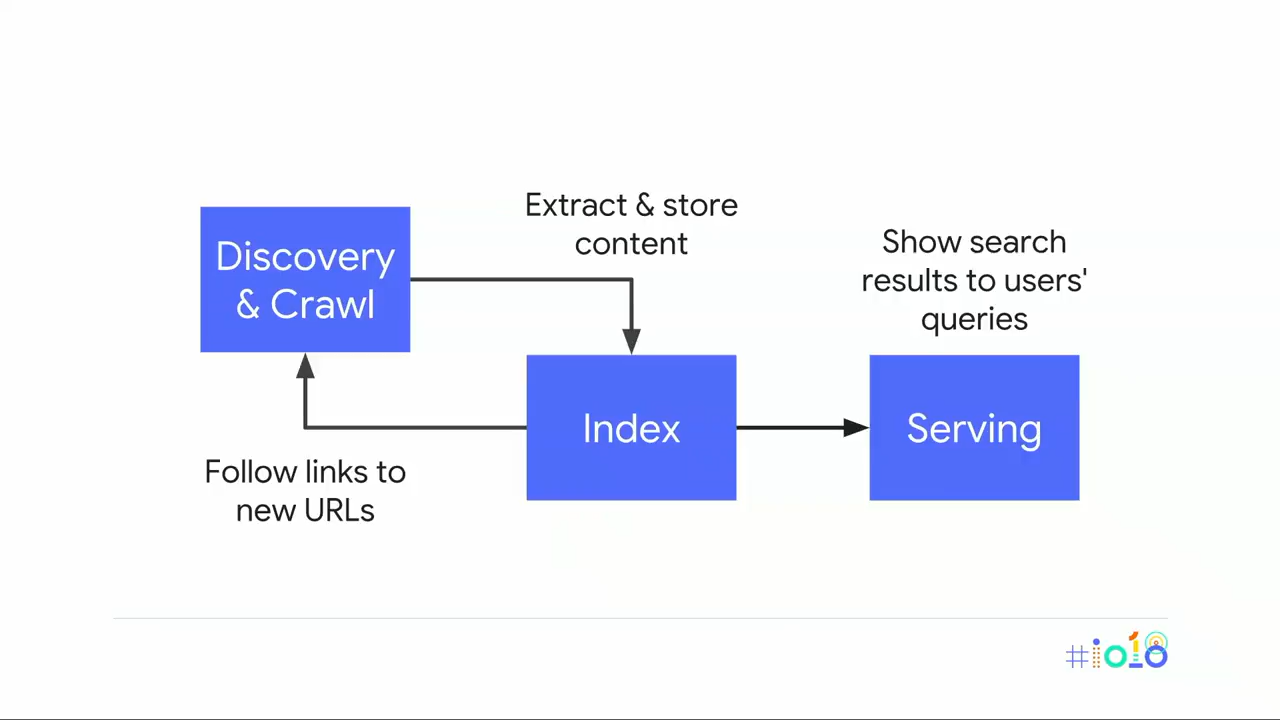 Extract & store
content
Discovery
& Crawl
Show search
results to users'
queries
Index
Serving
Follow links to
new URLs
#io18